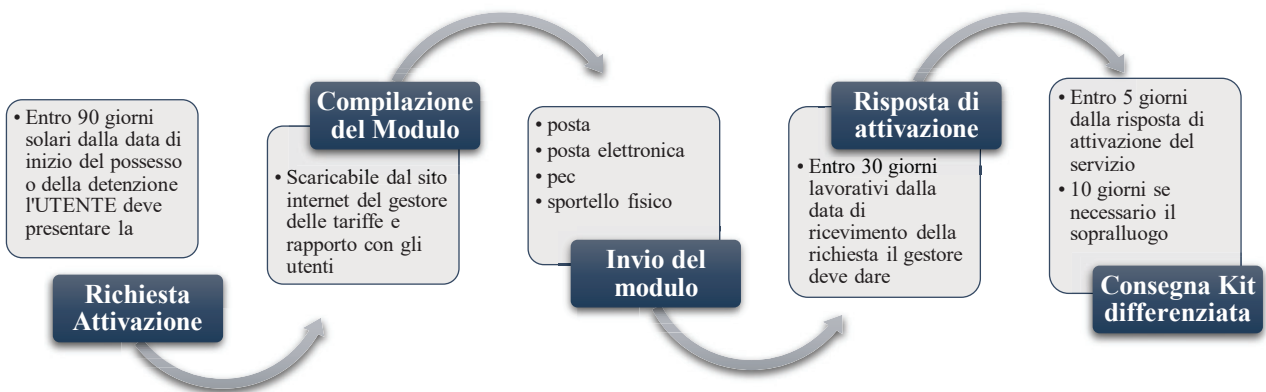 • Entro 90 giorni
solari dalla data di
inizio del possesso
o della detenzione
l'UTENTE deve
presentare la
Richiesta
Attivazione
Compilazione
del Modulo
• Scaricabile dal sito
internet del gestore
delle tariffe e
rapporto con gli
utenti
• posta
• posta elettronica
• pec
• sportello fisico
Invio del
modulo
Risposta di
attivazione
• Entro 30 giorni
lavorativi dalla
data di
ricevimento della
richiesta il gestore
deve dare
• Entro 5 giorni
dalla risposta di
attivazione del
servizio
• 10 giorni se
necessario il
sopralluogo
Consegna Kit
differenziata